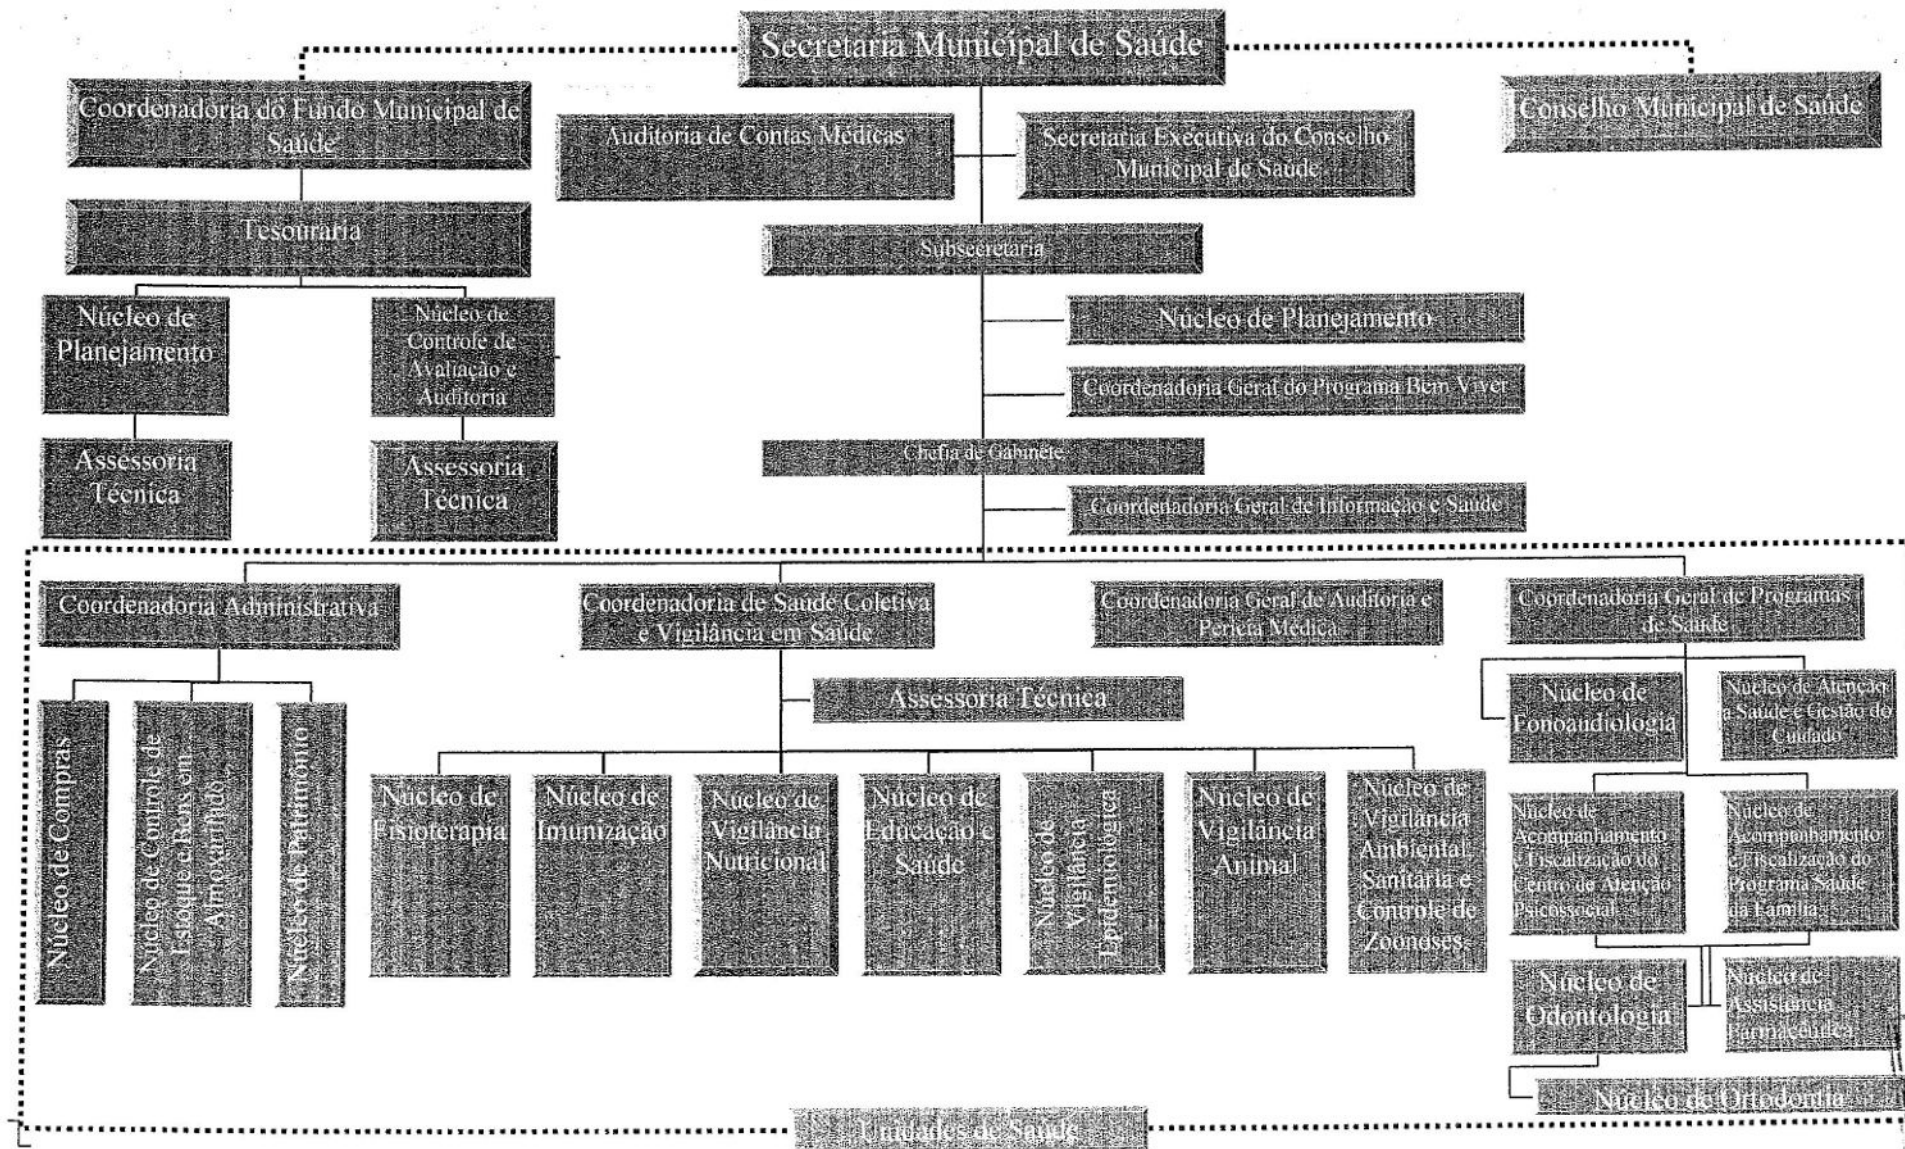 Secretaria Municipal de Saúde
Coordenadoria do Fundo Municipal de
Saúde
Auditoria de Contas Médicas
Secretaria Executiva do Conselho
Municipal de Saúde
Conselho Municipal de Saúde
Tesouraria
Subsecretaria
Núcleo de
Planejamento
Núcleo de
Controle de
Avaliação e
Auditoria
Núcleo de Planejamento
Coordenadoria Geral do Programa Bem Viver
Assessoria
Técnica
Assessoria
Técnica
Chefia de Gabinete
Coordenadoria Geral de Informação e Saúde
Coordenadoria Administrativa
Coordenadoria de Saúde Coletiva
e Vigilância em Saúde
Coordenadoria Geral de Auditoria e
Perícia Médica
Coordenadoria Geral de Programas
de Saúde
Assessoria Técnica
Núcleo de
Fonoaudiologia
Núcleo de Atenção
a Saúde e Gestão do
Cuidado
Núcleo de Compras
Núcleo de Controle de
Estoque e Bens em
Almoxarifado
Núcleo de Patrimônio
Núcleo de
Fisioterapia
Núcleo de
Imunização
Núcleo de
Vigilância
Nutricional
Núcleo de
Educação e
Saúde
Núcleo de
Vigilância
Epidemiológica
Núcleo de
Vigilância
Animal
Núcleo de
Vigilância
Ambiental,
Sanitária e
Controle de
Zoonoses.
Núcleo de
Acompanhamento
e Fiscalização do
Centro de Atenção
Psicossocial
Núcleo de
Acompanhamento
e Fiscalização do
Programa Saúde
da Família
Núcleo de
Odontologia
Núcleo de
Assistência
Farmacêutica
Núcleo de Ortodontia
Unidades de Saúde